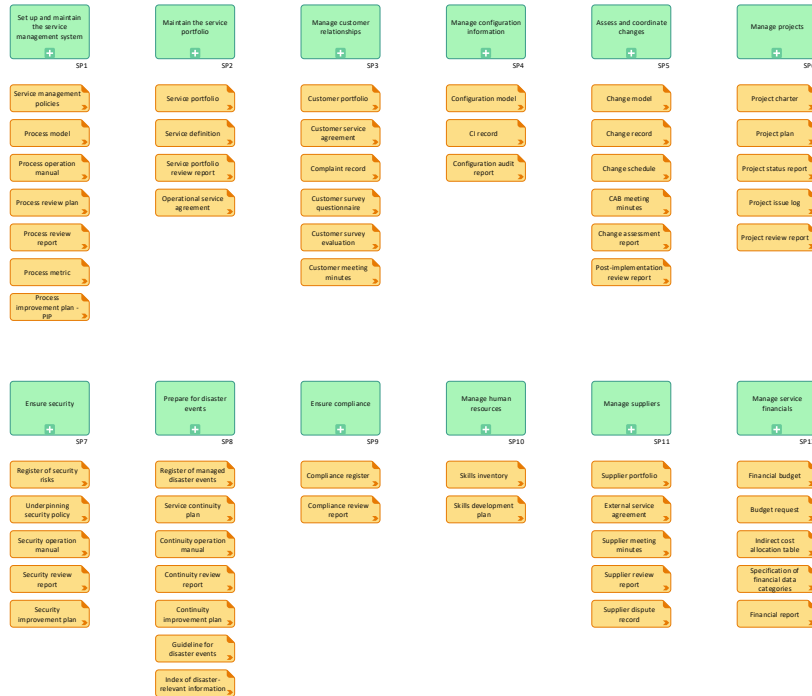 Set up and maintain
the service
management system
SP1
Service management
policies
Process model
Process operation
manual
Process review plan
Process review
report
Process metric
Process
improvement plan -
PIP
Maintain the service
portfolio
SP2
Service portfolio
Service definition
Service portfolio
review report
Operational service
agreement
Manage customer
relationships
SP3
Customer portfolio
Customer service
agreement
Complaint record
Customer survey
questionnaire
Customer survey
evaluation
Customer meeting
minutes
Manage configuration
information
SP4
Configuration model
CI record
Configuration audit
report
Assess and coordinate
changes
SP5
Change model
Change record
Change schedule
CAB meeting
minutes
Change assessment
report
Post-implementation
review report
Manage projects
Project charter
Project plan
Project status report
Project issue log
Project review report
Ensure security
SP7
Register of security
risks
Underpinning
security policy
Security operation
manual
Security review
report
Security
improvement plan
Prepare for disaster
events
SP8
Register of managed
disaster events
Service continuity
plan
Continuity operation
manual
Continuity review
report
Continuity
improvement plan
Guideline for
disaster events
Index of disaster-
relevant information
Ensure compliance
SP9
Compliance register
Compliance review
report
Manage human
resources
SP10
Skills inventory
Skills development
plan
Manage suppliers
SP11
Supplier portfolio
External service
agreement
Supplier meeting
minutes
Supplier review
report
Supplier dispute
record
Manage service
financials
Financial budget
Budget request
Indirect cost
allocation table
Specification of
financial data
categories
Financial report